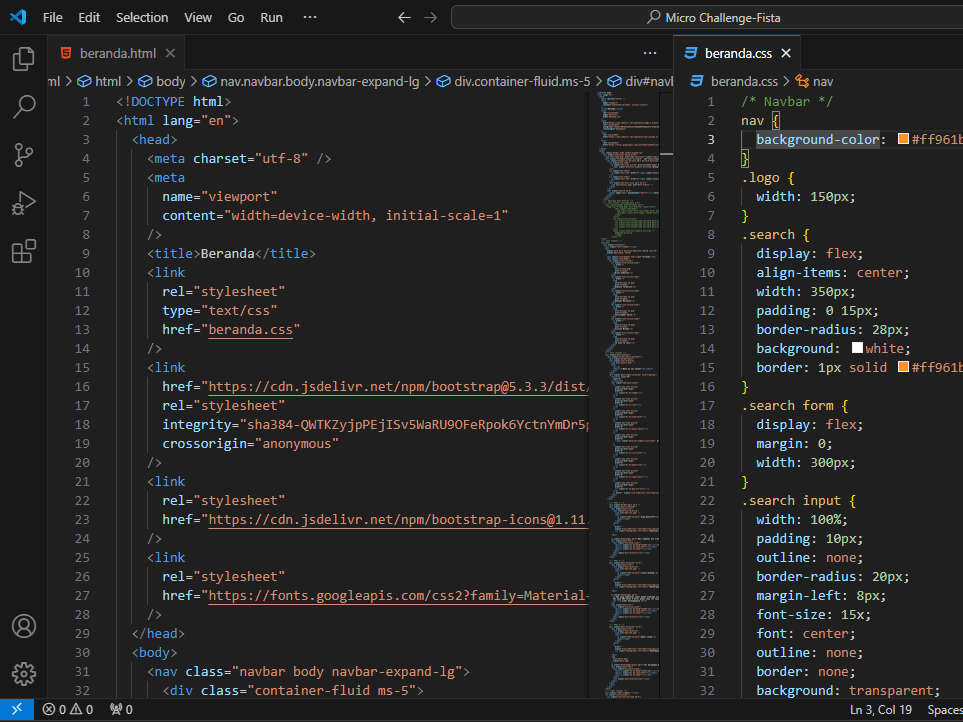 File Edit Selection View Go Run ··· Micro Challenge-Fista
beranda.html
ml > html > body > nav.navbar.body.navbar-expand-lg > div.container-fluid.ms-5 > div#navl
1 <!DOCTYPE html>
2 <html lang="en">
3 <head>
4 <meta charset="utf-8" />
5 <meta
6 name="viewport"
7 content="width=device-width, initial-scale=1"
8 />
9 <title>Beranda</title>
10 <link
11 rel="stylesheet"
12 type="text/css"
13 href="beranda.css"
14 />
15 <link
16 href="https://cdn.jsdelivr.net/npm/bootstrap@5.3.3/dist/
17 rel="stylesheet"
18 integrity="sha384-QWTKZyjpPEjISv5WaRU9OFeRpok6YctnYmDr5p
19 crossorigin="anonymous"
20 />
21 <link
22 rel="stylesheet"
23 href="https://cdn.jsdelivr.net/npm/bootstrap-icons@1.11.
24 />
25 <link
26 rel="stylesheet"
27 href="https://fonts.googleapis.com/css2?family=Material-
28 />
29 </head>
30 <body>
31 <nav class="navbar body navbar-expand-lg">
32 <div class="container-fluid ms-5">
beranda.css
beranda.css > nav
1 /* Navbar */
2 nav {
3 background-color: #ff961b
4 }
5 .logo {
6 width: 150px;
7 }
8 .search {
9 display: flex;
10 align-items: center;
11 width: 350px;
12 padding: 0 15px;
13 border-radius: 28px;
14 background: white;
15 border: 1px solid #ff961b
16 }
17 .search form {
18 display: flex;
19 margin: 0;
20 width: 300px;
21 }
22 .search input {
23 width: 100%;
24 padding: 10px;
25 outline: none;
26 border-radius: 20px;
27 margin-left: 8px;
28 font-size: 15x;
29 font: center;
30 outline: none;
31 border: none;
32 background: transparent;
0 0 0 Ln 3, Col 19 Spaces